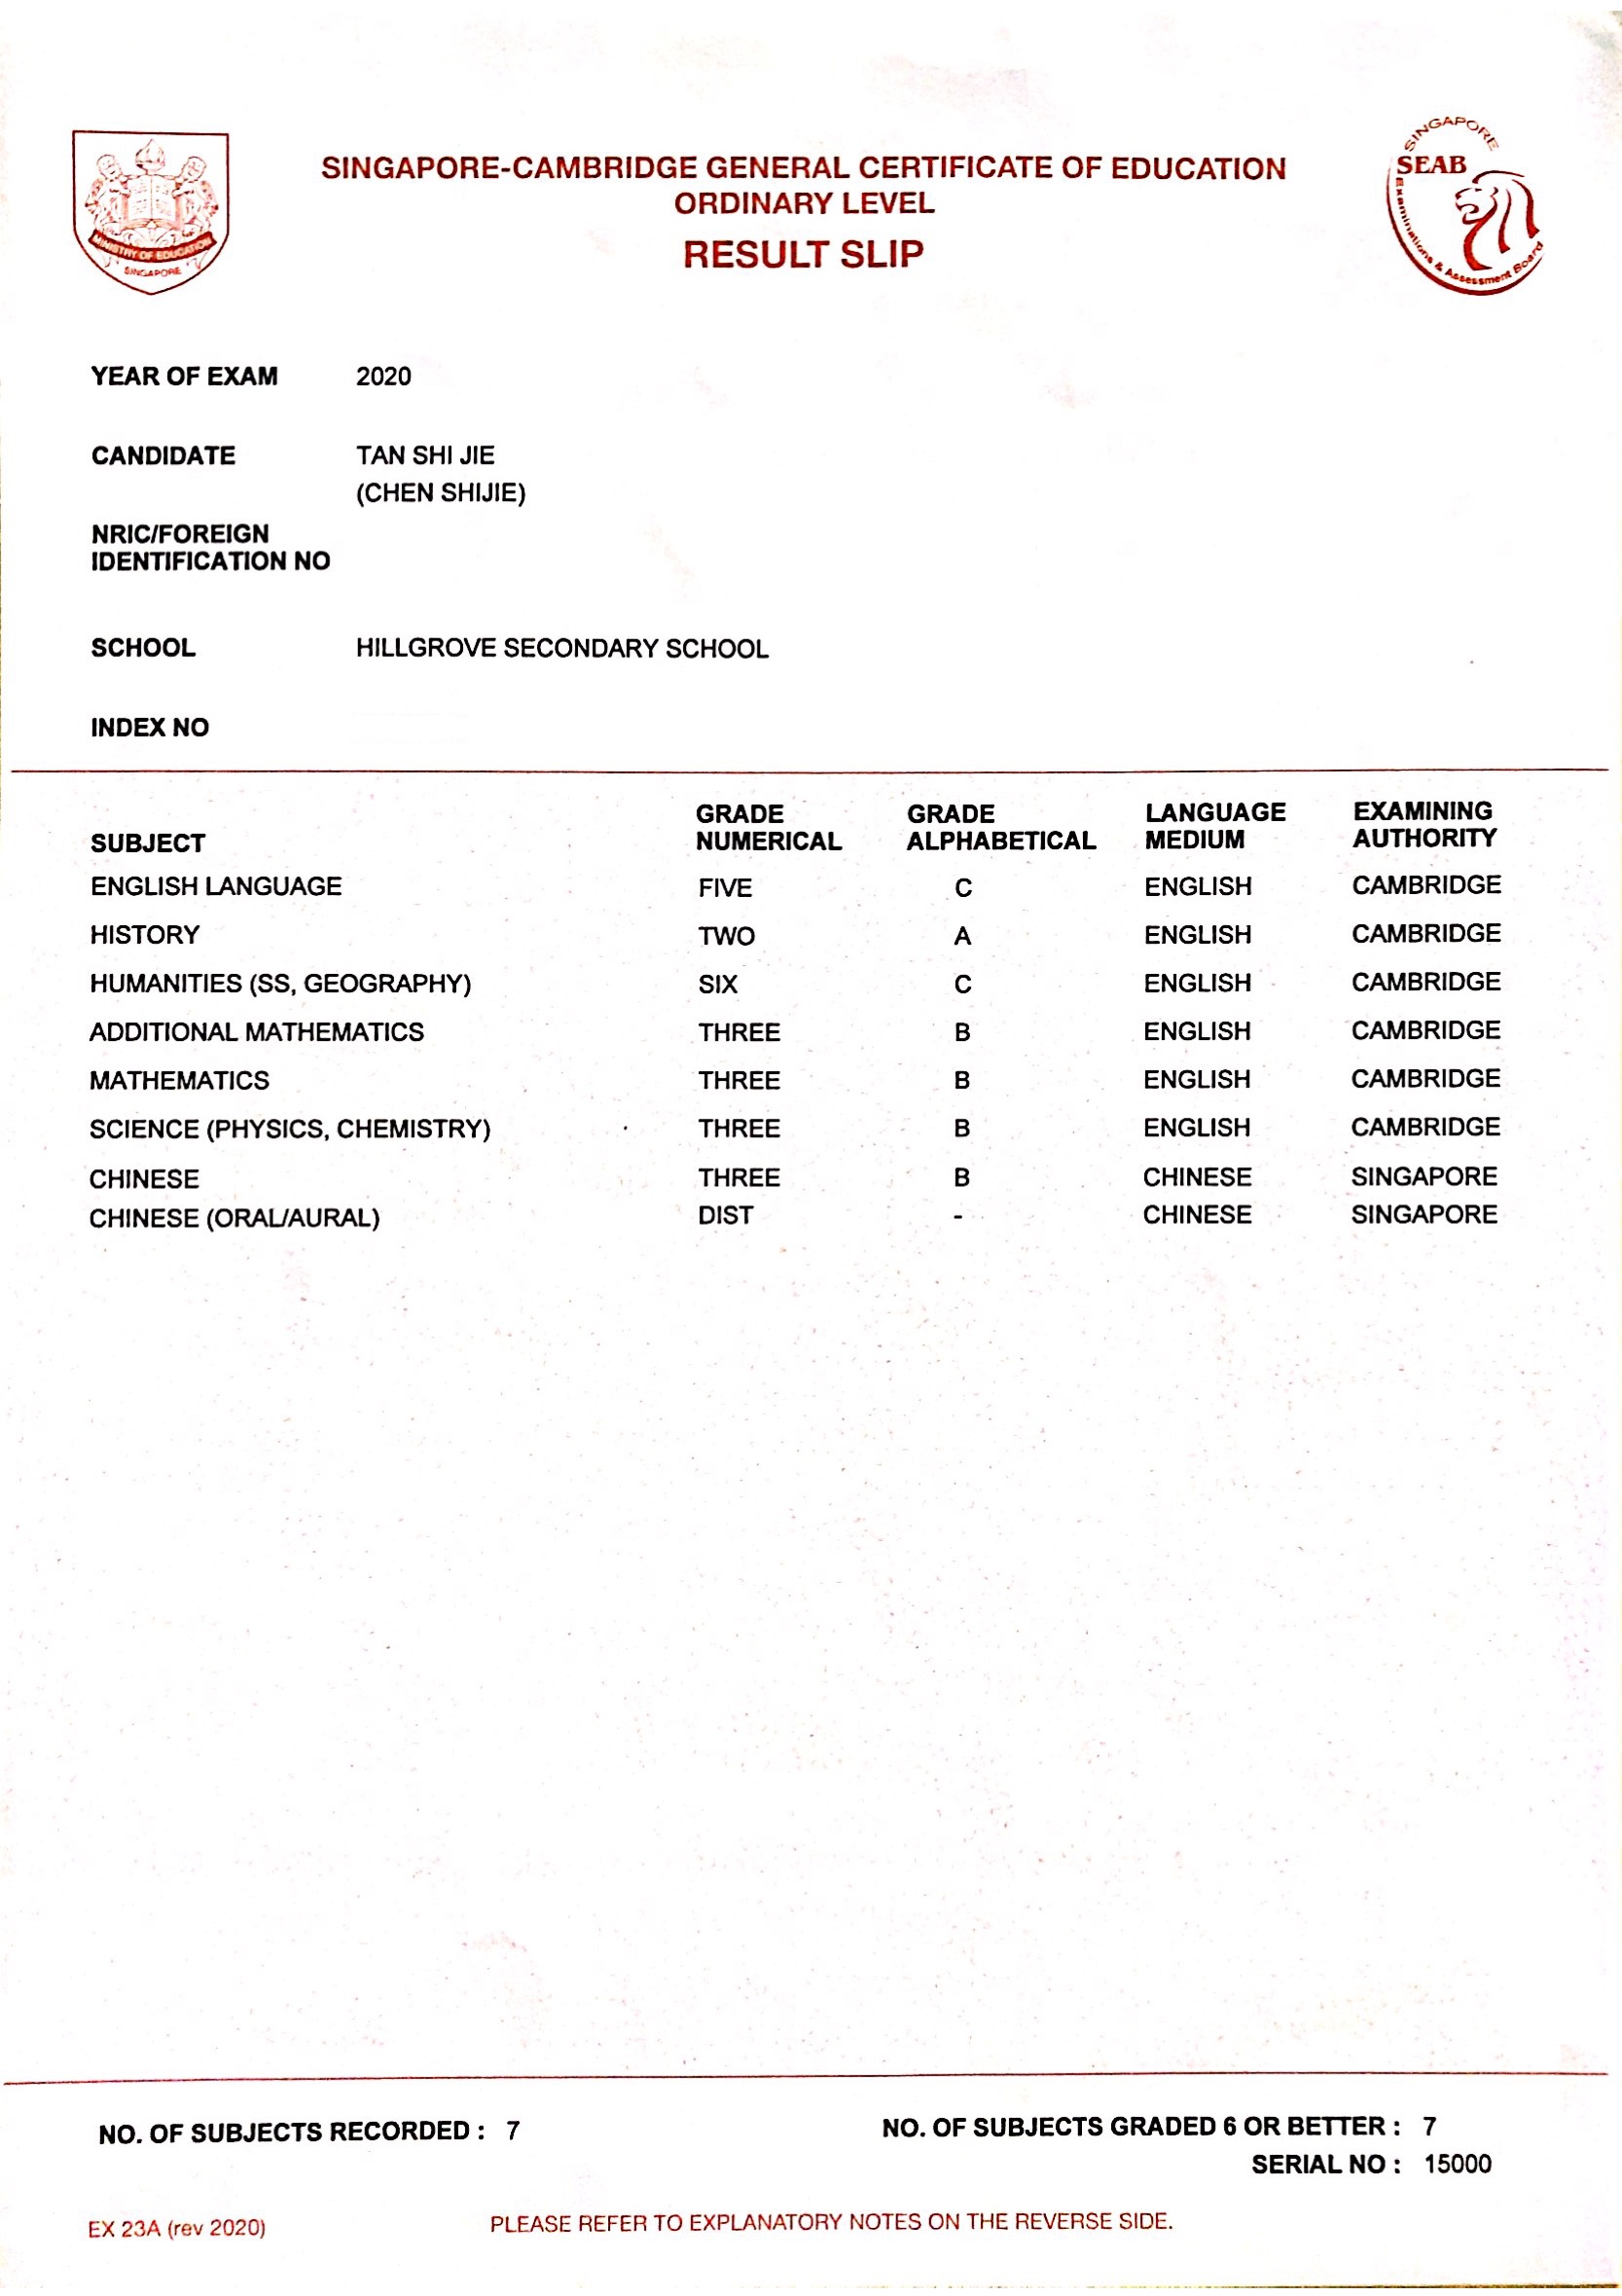 SINGAPORE-CAMBRIDGE GENERAL CERTIFICATE OF EDUCATION
ORDINARY LEVEL
RESULT SLIP
MINISTRY OF EDUCATION
SINGAPORE
SINGAPORE
SEAB
Examinations & Assessment Board
YEAR OF EXAM 2020
CANDIDATE TAN SHI JIE
(CHEN SHIJIE)
NRIC/FOREIGN
IDENTIFICATION NO
SCHOOL HILLGROVE SECONDARY SCHOOL
INDEX NO
SUBJECT GRADE NUMERICAL GRADE ALPHABETICAL LANGUAGE MEDIUM EXAMINING AUTHORITY
ENGLISH LANGUAGE FIVE C ENGLISH CAMBRIDGE
HISTORY TWO A ENGLISH CAMBRIDGE
HUMANITIES (SS, GEOGRAPHY) SIX C ENGLISH CAMBRIDGE
ADDITIONAL MATHEMATICS THREE B ENGLISH CAMBRIDGE
MATHEMATICS THREE B ENGLISH CAMBRIDGE
SCIENCE (PHYSICS, CHEMISTRY) THREE B ENGLISH CAMBRIDGE
CHINESE THREE B CHINESE SINGAPORE
CHINESE (ORAL/AURAL) DIST - CHINESE SINGAPORE
NO. OF SUBJECTS RECORDED : 7
NO. OF SUBJECTS GRADED 6 OR BETTER : 7
SERIAL NO : 15000
EX 23A (rev 2020)
PLEASE REFER TO EXPLANATORY NOTES ON THE REVERSE SIDE.